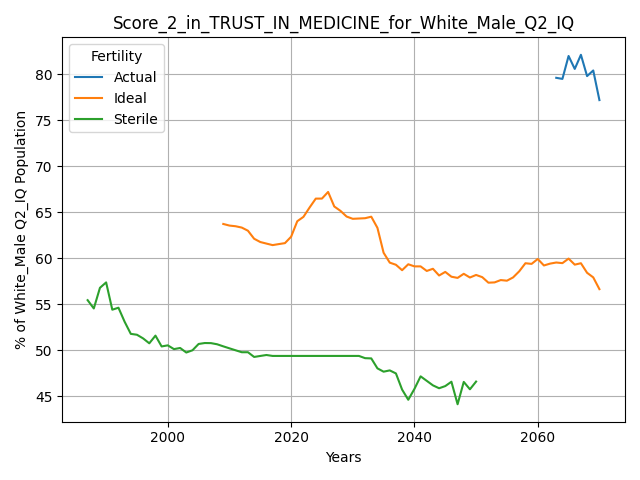 Score_2_in_TRUST_IN_MEDICINE_for_White_Male_Q2_IQ
Fertility
Actual
Ideal
Sterile
% of White_Male Q2_IQ Population
80
75
70
65
60
55
50
45
2000
2020
2040
2060
Years